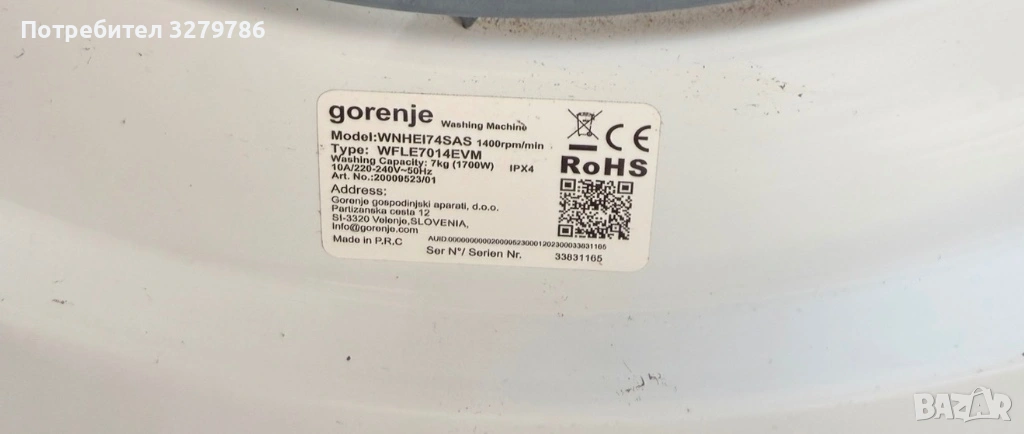 Потребител 3279786
gorenje Washing Machine
Model:WNHEI74SAS 1400rpm/min
Type: WFLE7014EVM
Washing Capacity: 7kg (1700W) IPX4
10A/220-240V~50Hz
Art. No.:20009523/01
CE
RoHS
Address:
Gorenje gospodinjski aparati, d.o.o.
Partizanska cesta 12
SI-3320 Velenje,SLOVENIA,
Info@gorenje.com
Made in P.R.C
Ser N°/ Serien Nr. 33831165
BAZAR